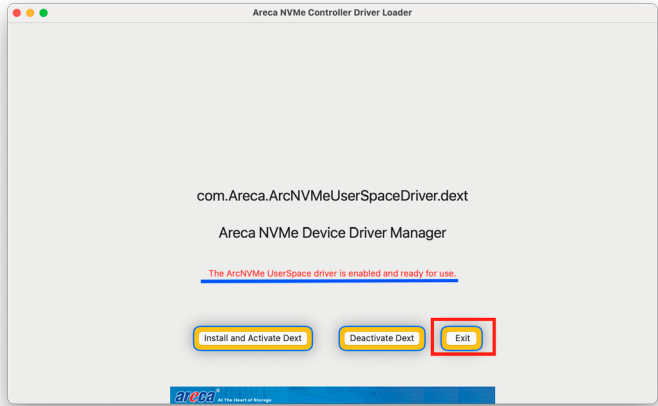 Areca NVMe Controller Driver Loader
com.Areca.ArcNVMeUserSpaceDriver.dext
Areca NVMe Device Driver Manager
The ArcNVMe UserSpace driver is enabled and ready for use.
Install and Activate Dext Deactivate Dext Exit
areca® At The Heart of Storage